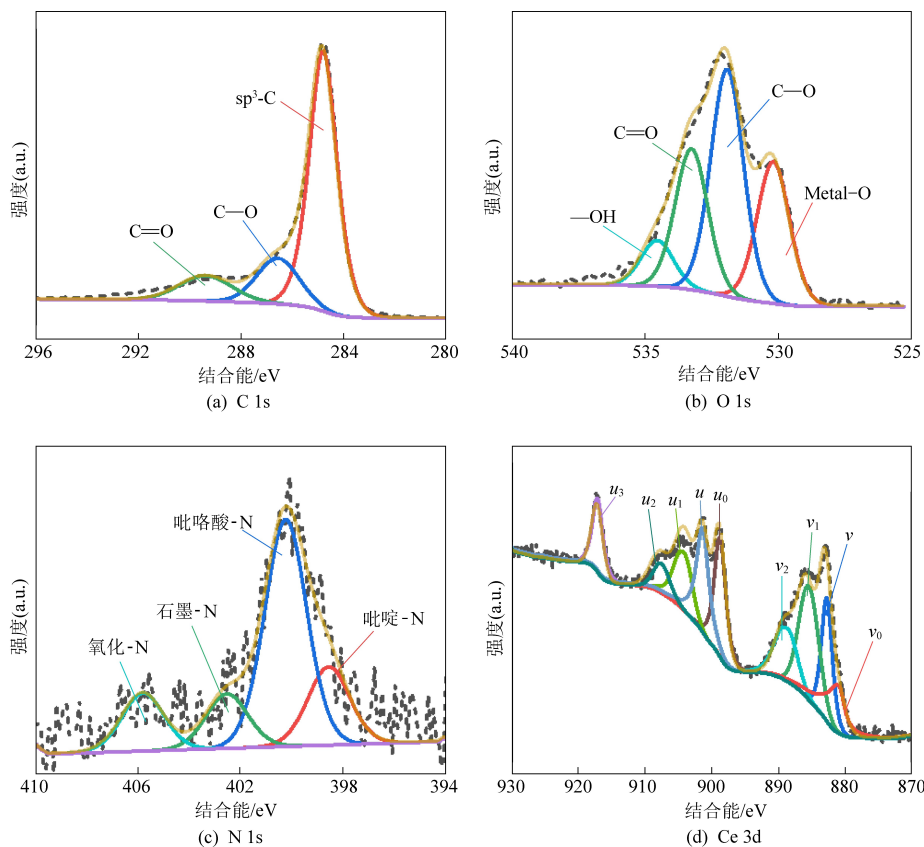 sp³-C
C—O
C═O
强度(a.u.)
296 292 288 284 280
结合能/eV
(a) C 1s
C—O
C═O
—OH
Metal–O
强度(a.u.)
540 535 530 525
结合能/eV
(b) O 1s
吡咯酸-N
石墨-N
氧化-N
吡啶-N
强度(a.u.)
410 406 402 398 394
结合能/eV
(c) N 1s
u₃ u₂ u₁ u u₀
v₂ v₁ v v₀
强度(a.u.)
930 920 910 900 890 880 870
结合能/eV
(d) Ce 3d